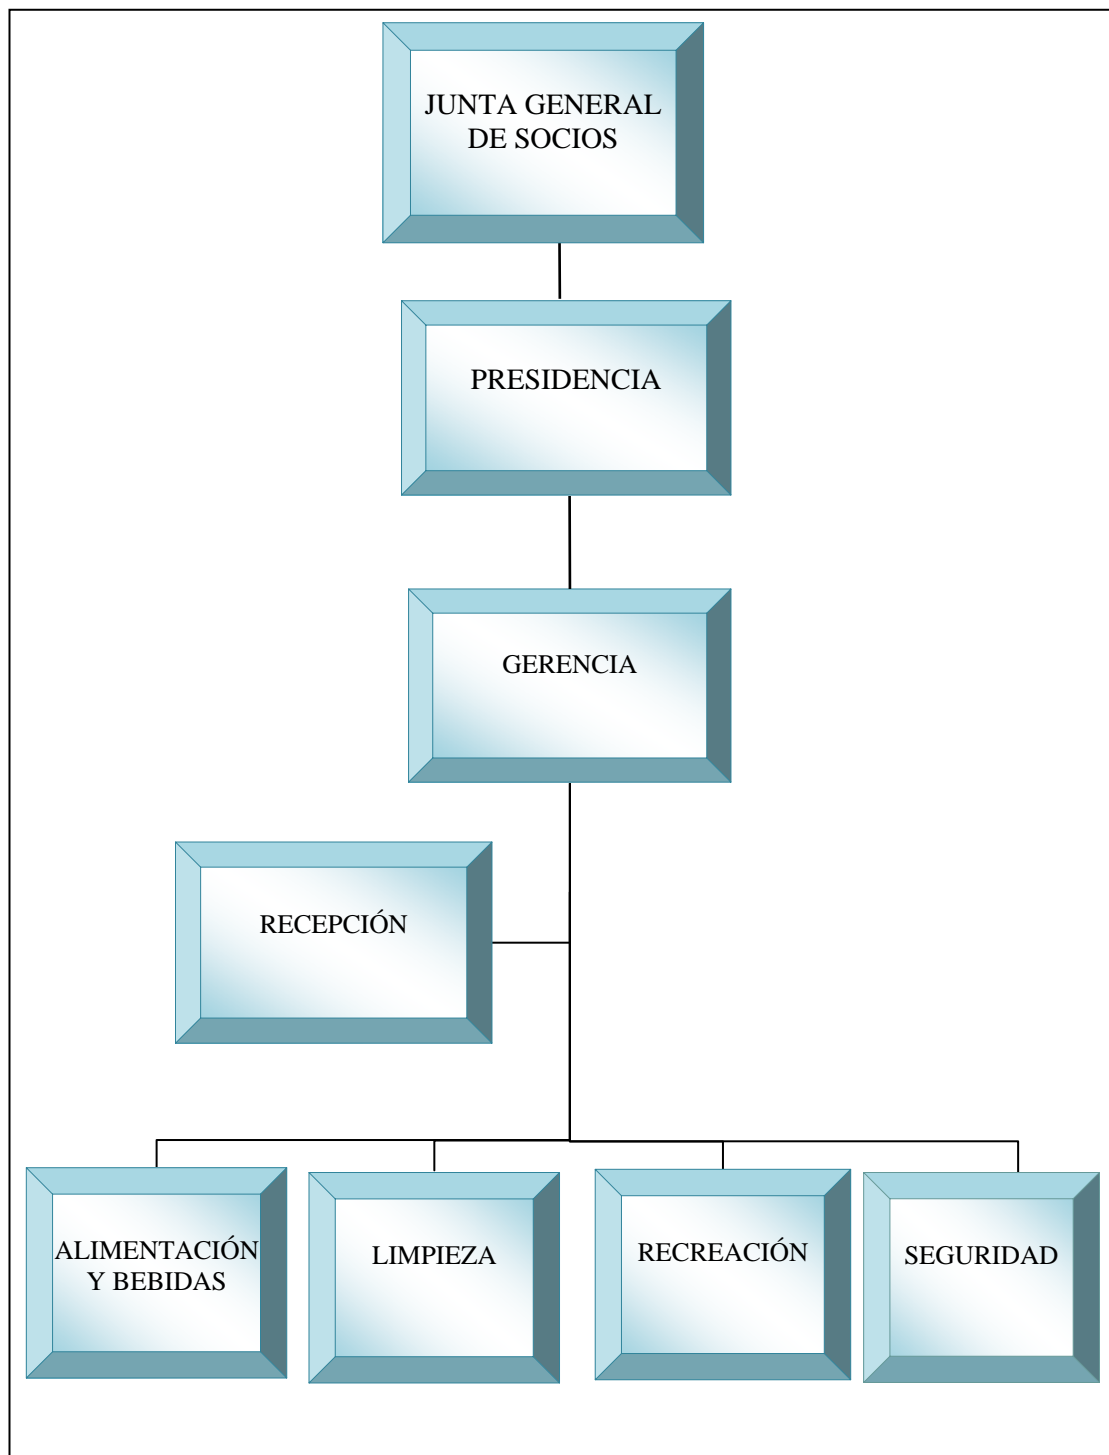 JUNTA GENERAL
DE SOCIOS
PRESIDENCIA
GERENCIA
RECEPCIÓN
ALIMENTACIÓN
Y BEBIDAS
LIMPIEZA
RECREACIÓN
SEGURIDAD